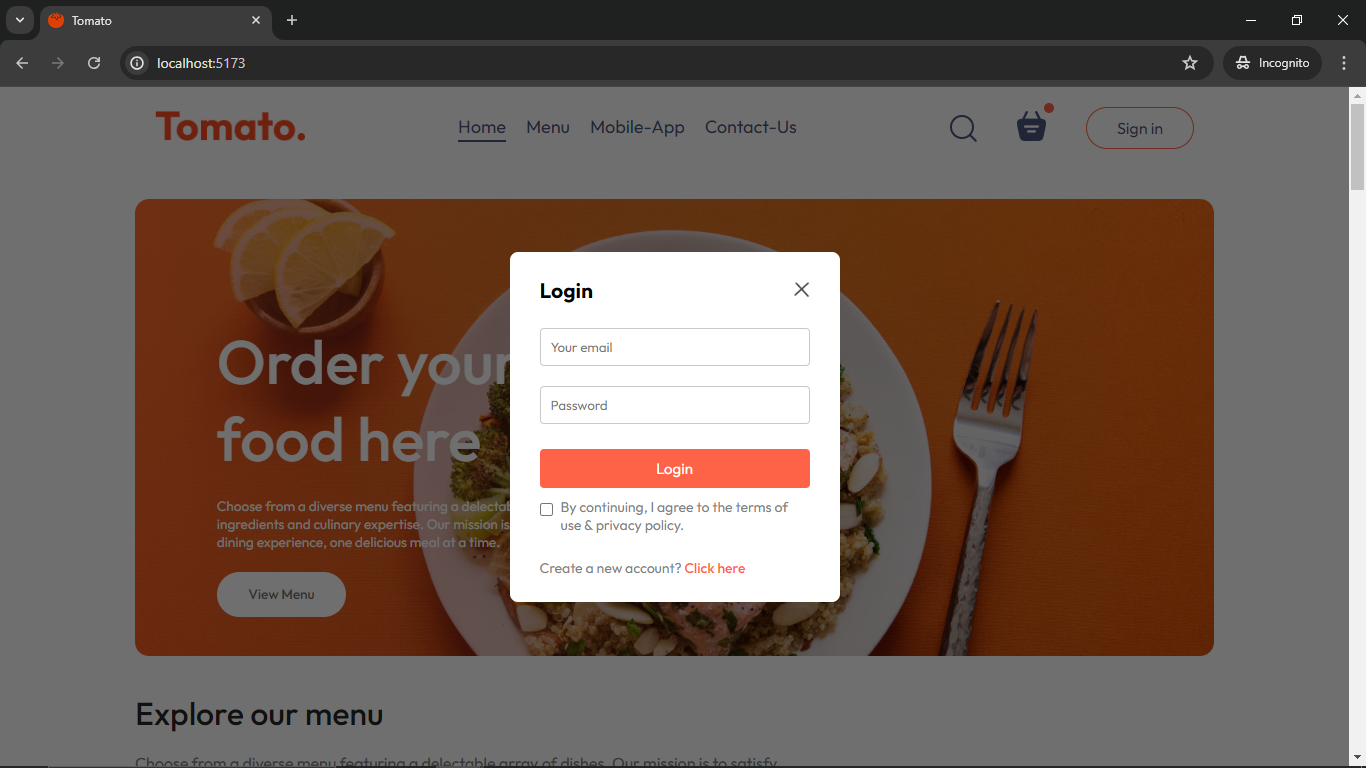 Tomato
localhost:5173
Incognito
Tomato.
Home Menu Mobile-App Contact-Us
Sign in
Order your
food here
Choose from a diverse menu featuring a delectab
ingredients and culinary expertise. Our mission is
dining experience, one delicious meal at a time.
View Menu
Login
Your email
Password
Login
By continuing, I agree to the terms of
use & privacy policy.
Create a new account? Click here
Explore our menu
Choose from a diverse menu featuring a delectable array of dishes. Our mission is to satisfy